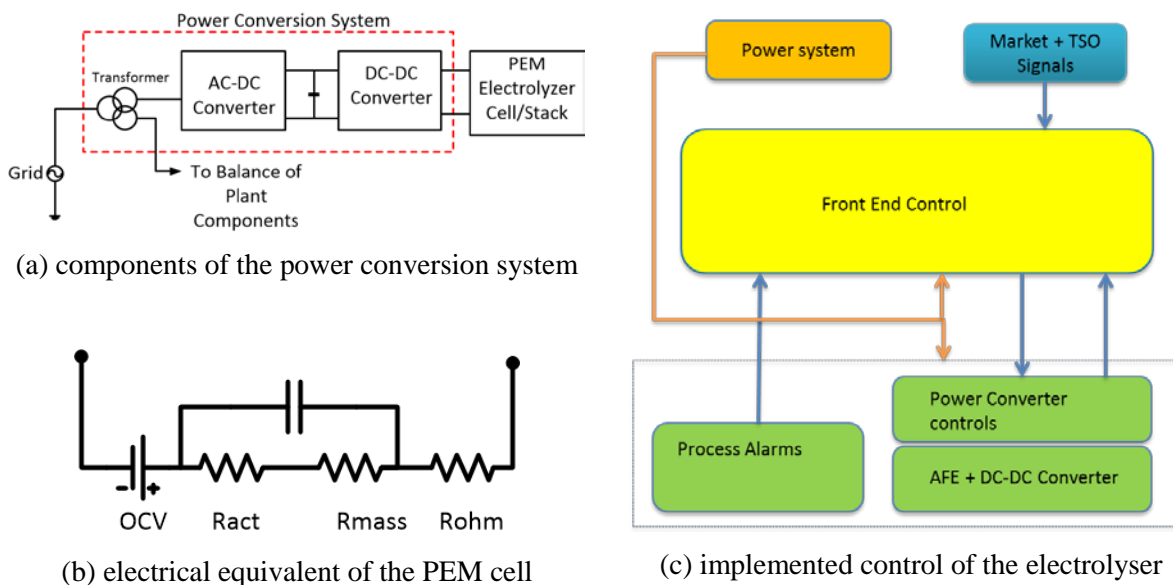 Power Conversion System
Transformer
AC-DC
Converter
DC-DC
Converter
PEM
Electrolyzer
Cell/Stack
Grid
To Balance of
Plant
Components
(a) components of the power conversion system
- +
OCV
Ract
Rmass
Rohm
(b) electrical equivalent of the PEM cell
Power system
Market + TSO
Signals
Front End Control
Process Alarms
Power Converter
controls
AFE + DC-DC Converter
(c) implemented control of the electrolyser